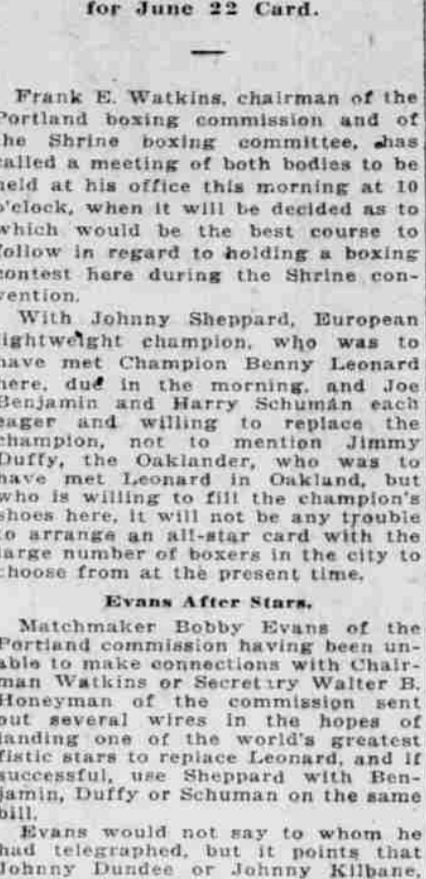 for June 22 Card.
Frank E. Watkins, chairman of the
Portland boxing commission and of
the Shrine boxing committee, has
called a meeting of both bodies to be
held at his office this morning at 10
o'clock, when it will be decided as to
which would be the best course to
follow in regard to holding a boxing
contest here during the Shrine con-
vention.
With Johnny Sheppard, European
lightweight champion, who was to
have met Champion Benny Leonard
here, due in the morning, and Joe
Benjamin and Harry Schuman each
eager and willing to replace the
champion, not to mention Jimmy
Duffy, the Oaklander, who was to
have met Leonard in Oakland, but
who is willing to fill the champion's
shoes here, it will not be any trouble
to arrange an all-star card with the
large number of boxers in the city to
choose from at the present time.
Evans After Stars.
Matchmaker Bobby Evans of the
Portland commission having been un-
able to make connections with Chair-
man Watkins or Secretary Walter B.
Honeyman of the commission sent
out several wires in the hopes of
landing one of the world's greatest
fistic stars to replace Leonard, and if
successful, use Sheppard with Ben-
jamin, Duffy or Schuman on the same
bill.
Evans would not say to whom he
had telegraphed, but it points that
Johnny Dundee or Johnny Kilbane,